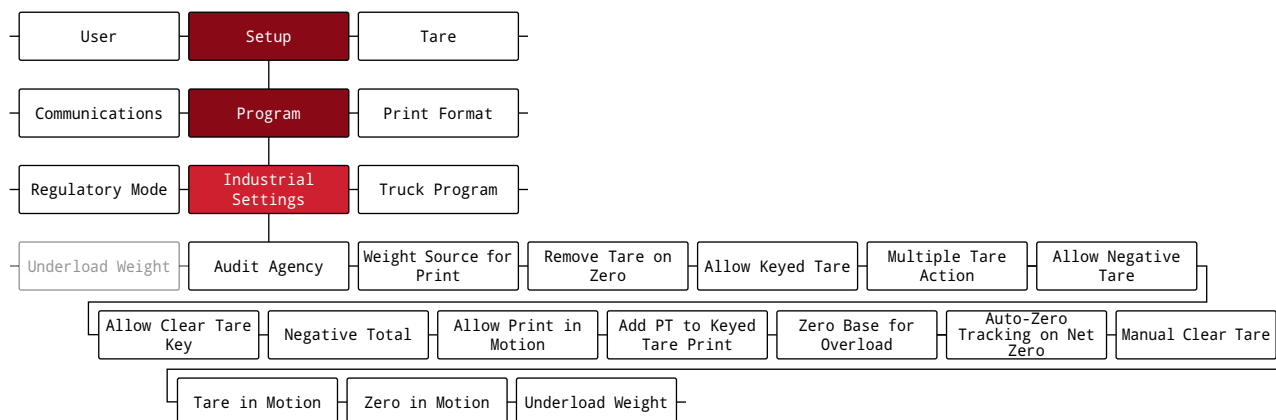 User Setup Tare
Communications Program Print Format
Regulatory Mode Industrial Settings Truck Program
Underload Weight Audit Agency Weight Source for Print Remove Tare on Zero Allow Keyed Tare Multiple Tare Action Allow Negative Tare
Allow Clear Tare Key Negative Total Allow Print in Motion Add PT to Keyed Tare Print Zero Base for Overload Auto-Zero Tracking on Net Zero Manual Clear Tare
Tare in Motion Zero in Motion Underload Weight